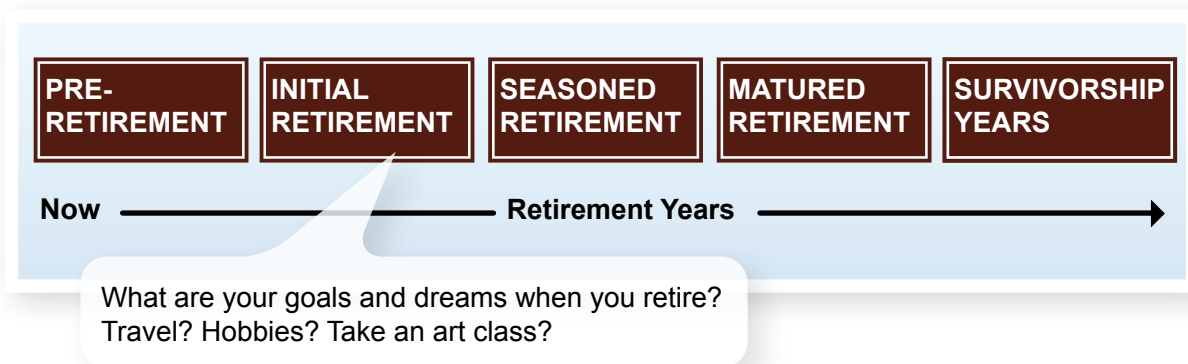 PRE-
RETIREMENT
INITIAL
RETIREMENT
SEASONED
RETIREMENT
MATURED
RETIREMENT
SURVIVORSHIP
YEARS
Now
Retirement Years
What are your goals and dreams when you retire?
Travel? Hobbies? Take an art class?